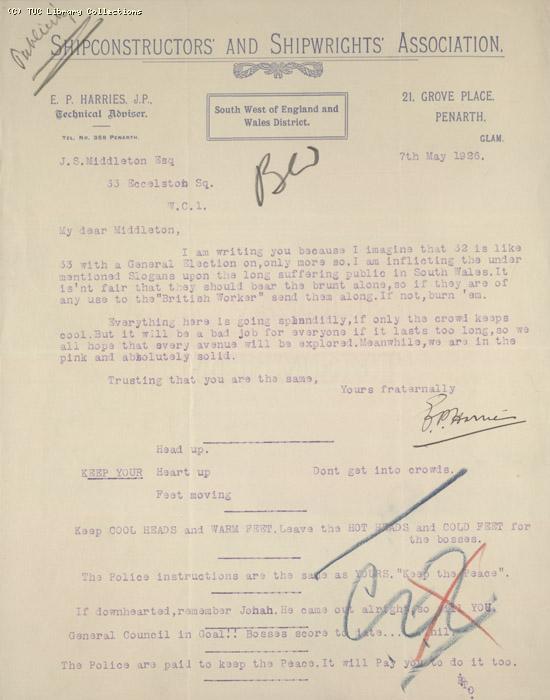 (C) TUC Library Collections
Publicity
SHIPCONSTRUCTORS' AND SHIPWRIGHTS' ASSOCIATION.
E. P. HARRIES, J.P.,
Technical Adviser.
TEL. NO. 358 PENARTH.
South West of England and
Wales District.
21, GROVE PLACE,
PENARTH,
GLAM.
7th May 1926.
J.S.Middleton Esq
33 Eccelston Sq.
W.C.1.
BW
My dear Middleton,
I am writing you because I imagine that 32 is like
33 with a General Election on,only more so.I am inflicting the under
mentioned Slogans upon the long suffering public in South Wales.It
is'nt fair that they should bear the brunt alone,so if they are of
any use to the"British Worker" send them along.If not,burn 'em.
Everything here is going splendidly,if only the crowd keeps
cool.But it will be a bad job for everyone if it lasts too long,so we
all hope that every avenue will be explored.Meanwhile,we are in the
pink and absolutely solid.
Trusting that you are the same,
Yours fraternally
E.P.Harries
Head up.
KEEP YOUR Heart up Dont get into crowds.
Feet moving
Keep COOL HEADS and WARM FEET.Leave the HOT HEADS and COLD FEET for
the bosses.
The Police instructions are the same as YOURS."Keep the Peace".
If downhearted,remember Jonah.He came out alright,so will YOU.
General Council in Goal!! Bosses score to date... nil.
The Police are paid to keep the Peace.It will Pay you to do it too.